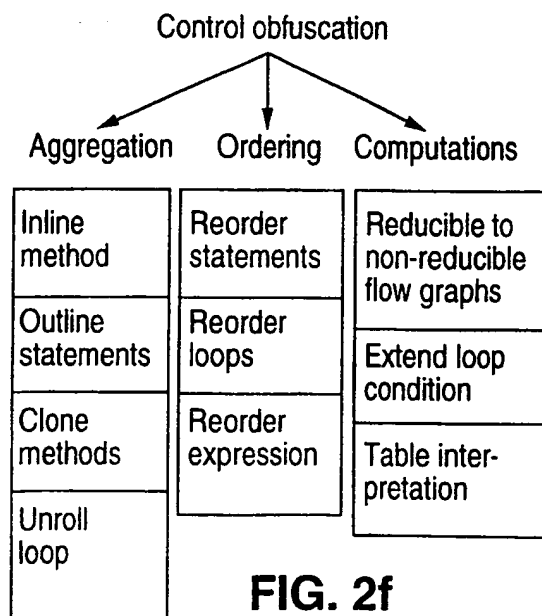 Control obfuscation
Aggregation
Ordering
Computations
Inline
method
Outline
statements
Clone
methods
Unroll
loop
Reorder
statements
Reorder
loops
Reorder
expression
Reducible to
non-reducible
flow graphs
Extend loop
condition
Table inter-
pretation
FIG. 2f